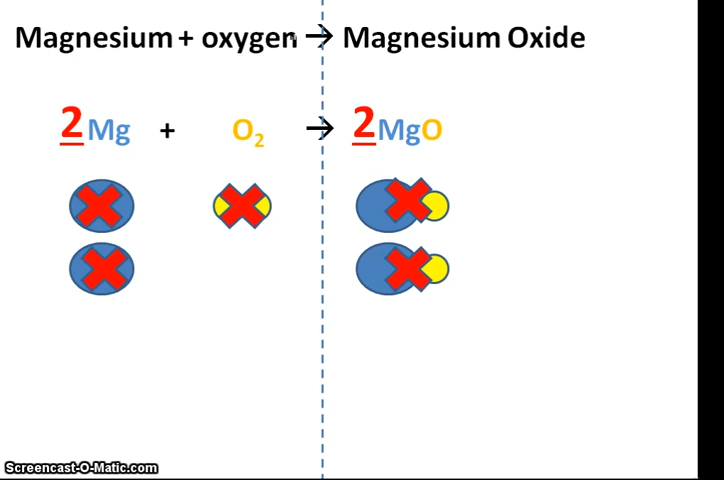 Magnesium + oxygen → Magnesium Oxide
2Mg + O₂ → 2MgO
Screencast-O-Matic.com